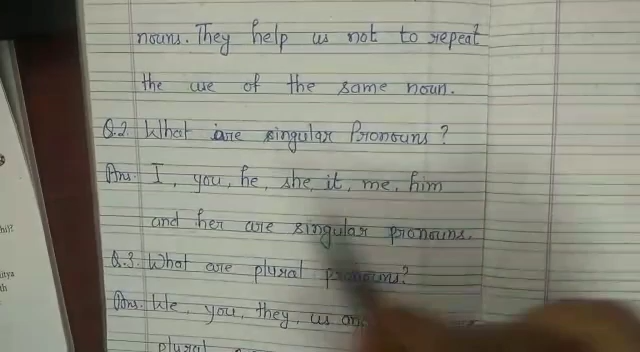 nouns. They help us not to repeat
the use of the same noun.
Q.2. What are singular Pronouns?
Ans. I, you, he, she, it, me, him
and her are singular pronouns.
Q.3. What are plural pronouns?
Ans. We, you, they, us
plural